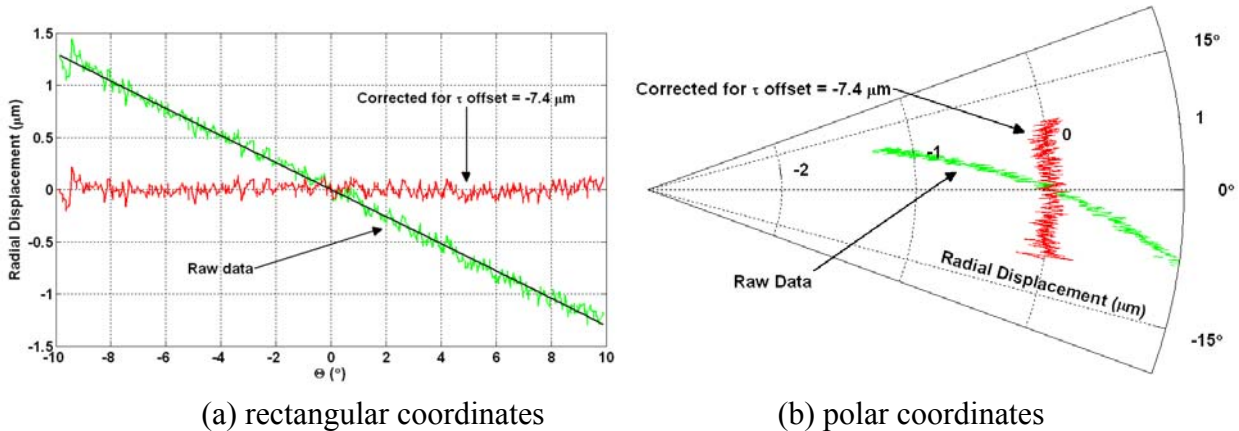 1.5
1
0.5
0
-0.5
-1
-1.5
Radial Displacement (μm)
Corrected for τ offset = -7.4 μm
Raw data
-10 -8 -6 -4 -2 0 2 4 6 8 10
Θ (°)
(a) rectangular coordinates
15°
Corrected for τ offset = -7.4 μm
1
0
-1
-2
0°
Raw Data
Radial Displacement (μm)
-15°
(b) polar coordinates